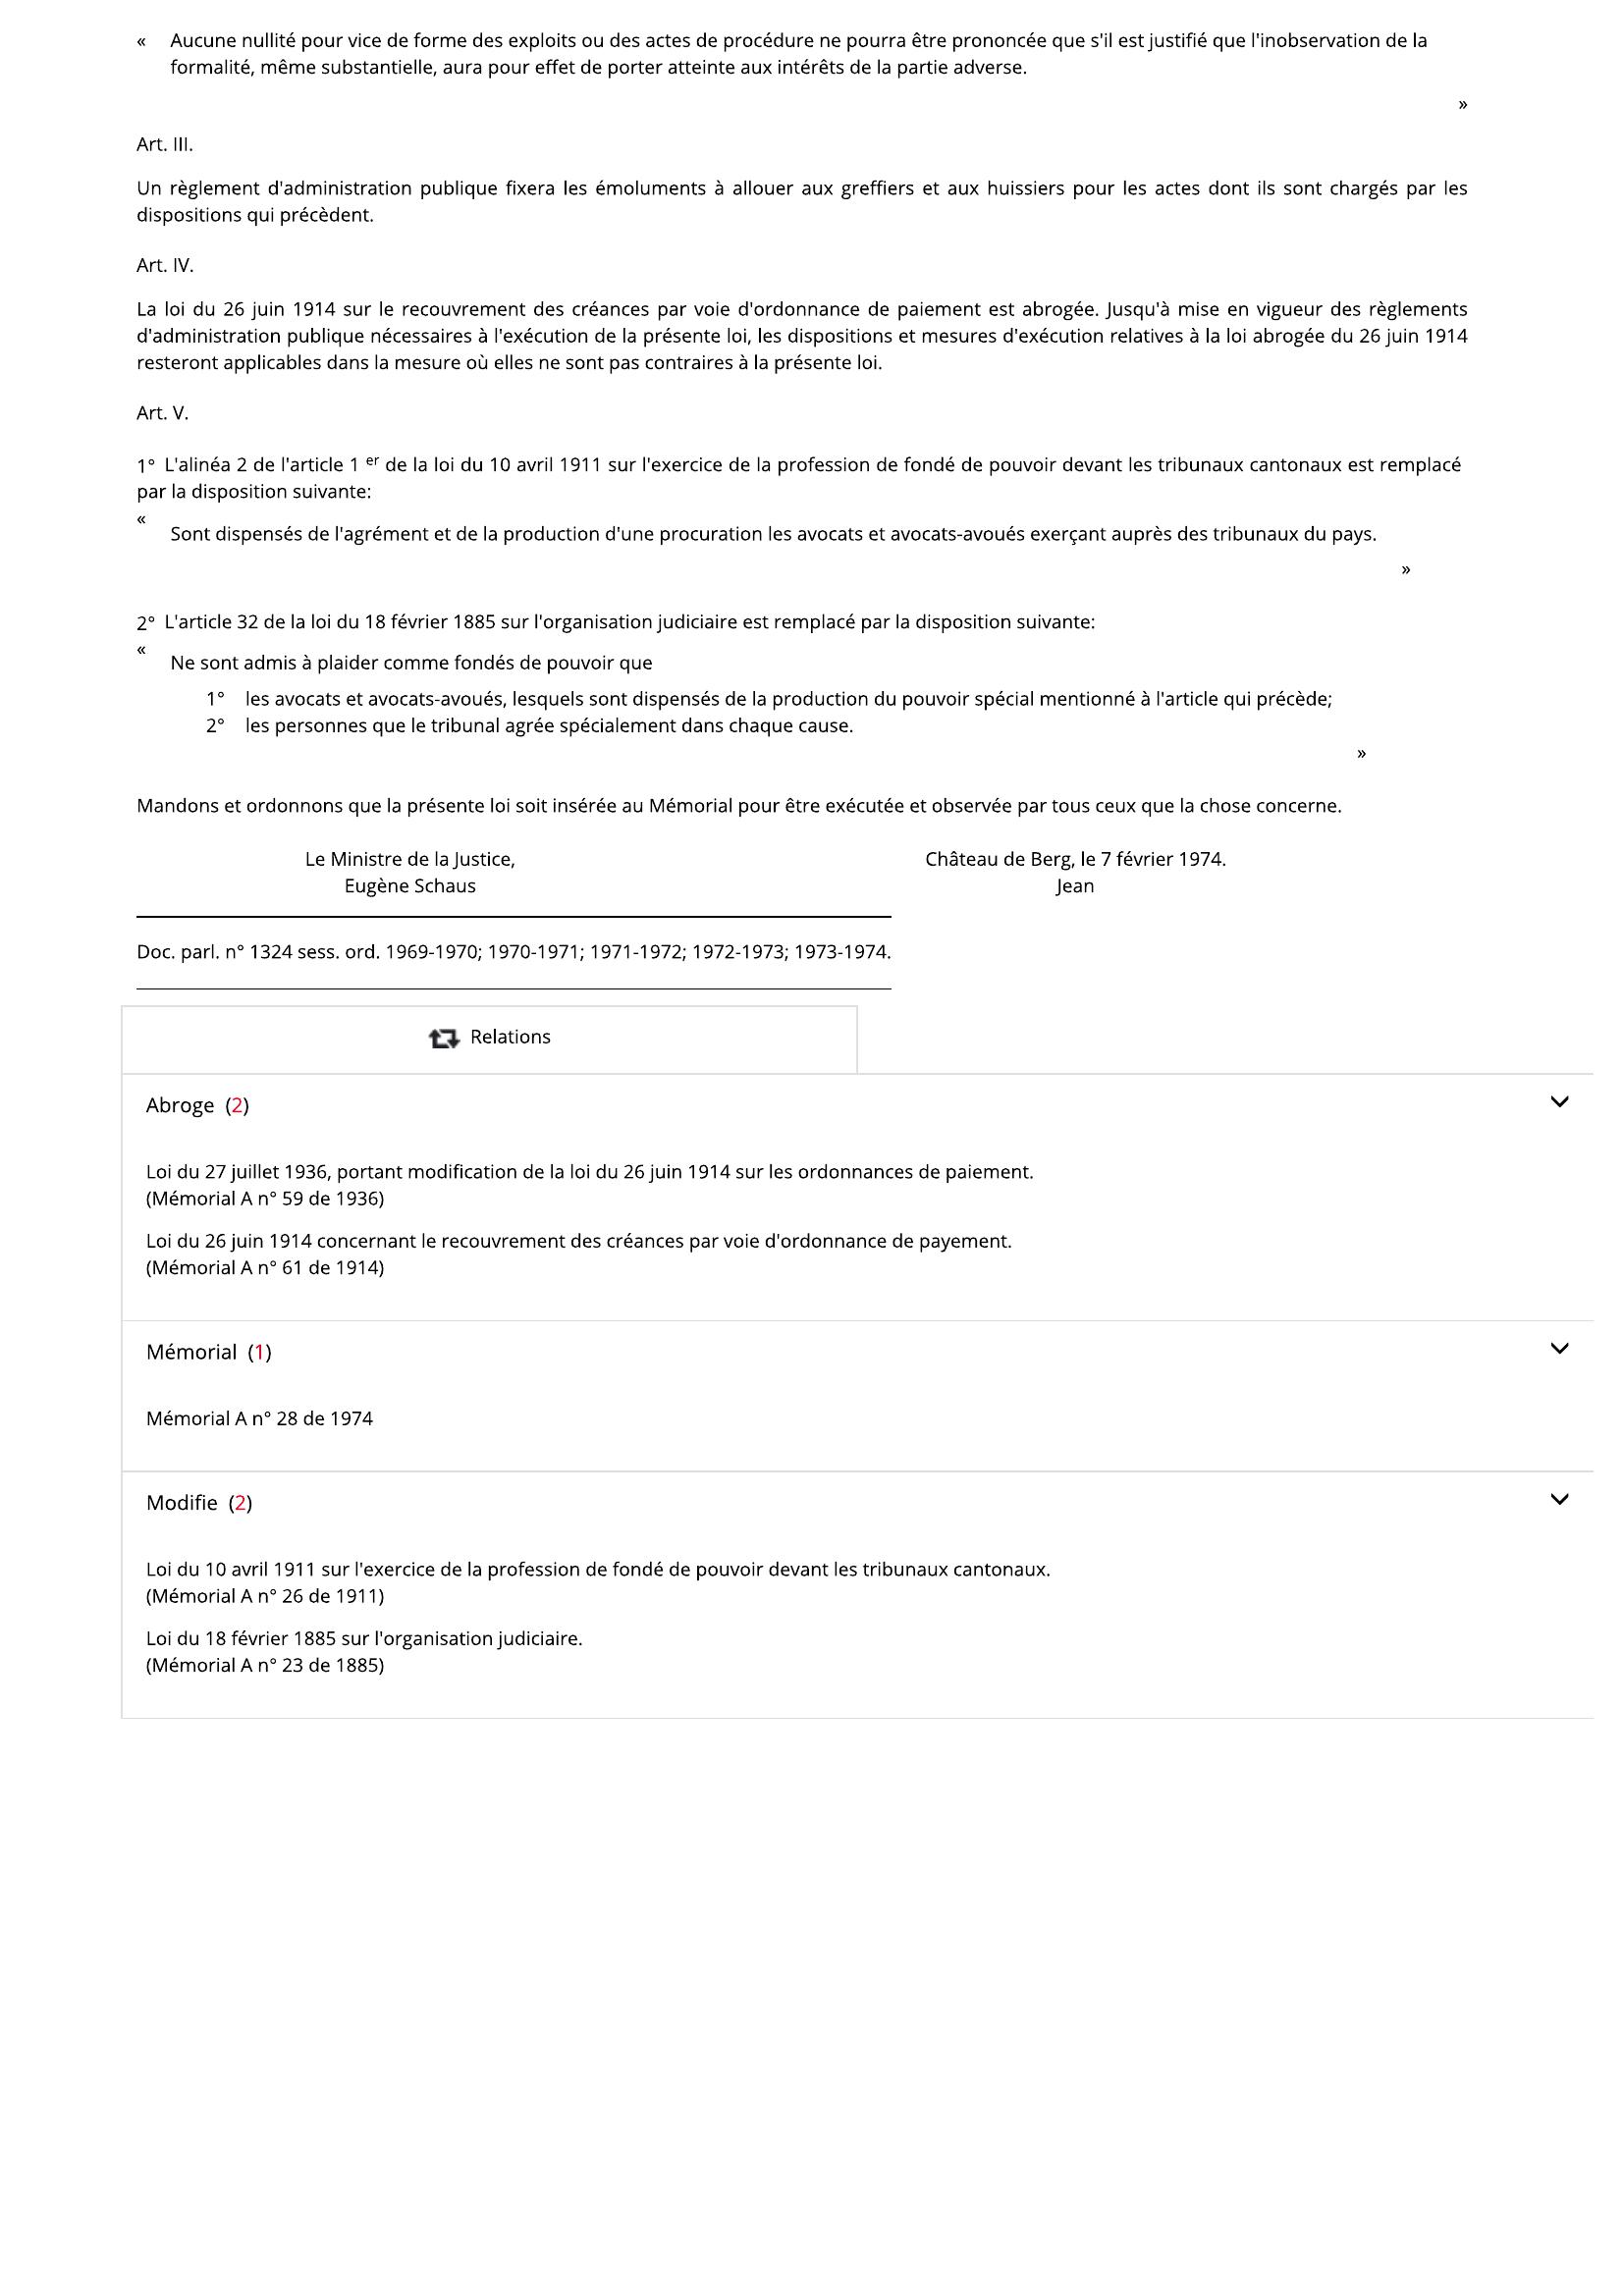 « Aucune nullité pour vice de forme des exploits ou des actes de procédure ne pourra être prononcée que s'il est justifié que l'inobservation de la
formalité, même substantielle, aura pour effet de porter atteinte aux intérêts de la partie adverse.
»
Art. III.
Un règlement d'administration publique fixera les émoluments à allouer aux greffiers et aux huissiers pour les actes dont ils sont chargés par les
dispositions qui précèdent.
Art. IV.
La loi du 26 juin 1914 sur le recouvrement des créances par voie d'ordonnance de paiement est abrogée. Jusqu'à mise en vigueur des règlements
d'administration publique nécessaires à l'exécution de la présente loi, les dispositions et mesures d'exécution relatives à la loi abrogée du 26 juin 1914
resteront applicables dans la mesure où elles ne sont pas contraires à la présente loi.
Art. V.
1° L'alinéa 2 de l'article 1 er de la loi du 10 avril 1911 sur l'exercice de la profession de fondé de pouvoir devant les tribunaux cantonaux est remplacé
par la disposition suivante:
«
Sont dispensés de l'agrément et de la production d'une procuration les avocats et avocats-avoués exerçant auprès des tribunaux du pays.
»
2° L'article 32 de la loi du 18 février 1885 sur l'organisation judiciaire est remplacé par la disposition suivante:
«
Ne sont admis à plaider comme fondés de pouvoir que
1° les avocats et avocats-avoués, lesquels sont dispensés de la production du pouvoir spécial mentionné à l'article qui précède;
2° les personnes que le tribunal agrée spécialement dans chaque cause.
»
Mandons et ordonnons que la présente loi soit insérée au Mémorial pour être exécutée et observée par tous ceux que la chose concerne.
Le Ministre de la Justice,
Eugène Schaus
Château de Berg, le 7 février 1974.
Jean
Doc. parl. n° 1324 sess. ord. 1969-1970; 1970-1971; 1971-1972; 1972-1973; 1973-1974.
Relations
Abroge (2)
Loi du 27 juillet 1936, portant modification de la loi du 26 juin 1914 sur les ordonnances de paiement.
(Mémorial A n° 59 de 1936)
Loi du 26 juin 1914 concernant le recouvrement des créances par voie d'ordonnance de payement.
(Mémorial A n° 61 de 1914)
Mémorial (1)
Mémorial A n° 28 de 1974
Modifie (2)
Loi du 10 avril 1911 sur l'exercice de la profession de fondé de pouvoir devant les tribunaux cantonaux.
(Mémorial A n° 26 de 1911)
Loi du 18 février 1885 sur l'organisation judiciaire.
(Mémorial A n° 23 de 1885)